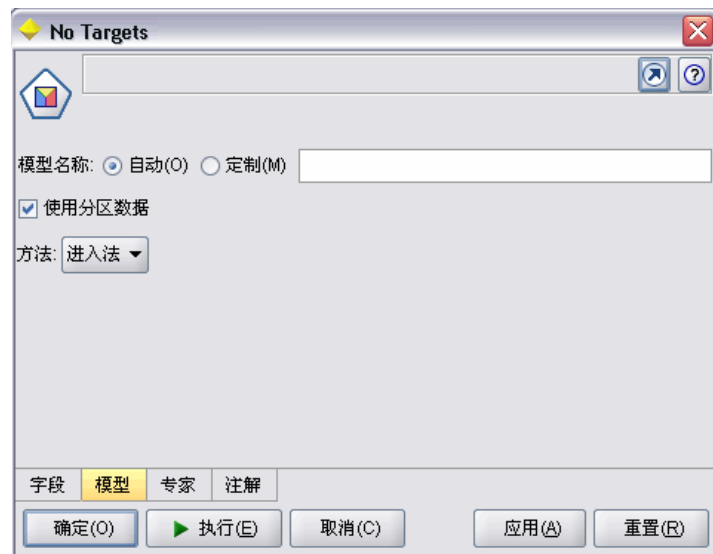 No Targets
模型名称: 自动(O) 定制(M)
使用分区数据
方法: 进入法
字段 模型 专家 注解
确定(O) 执行(E) 取消(C) 应用(A) 重置(R)